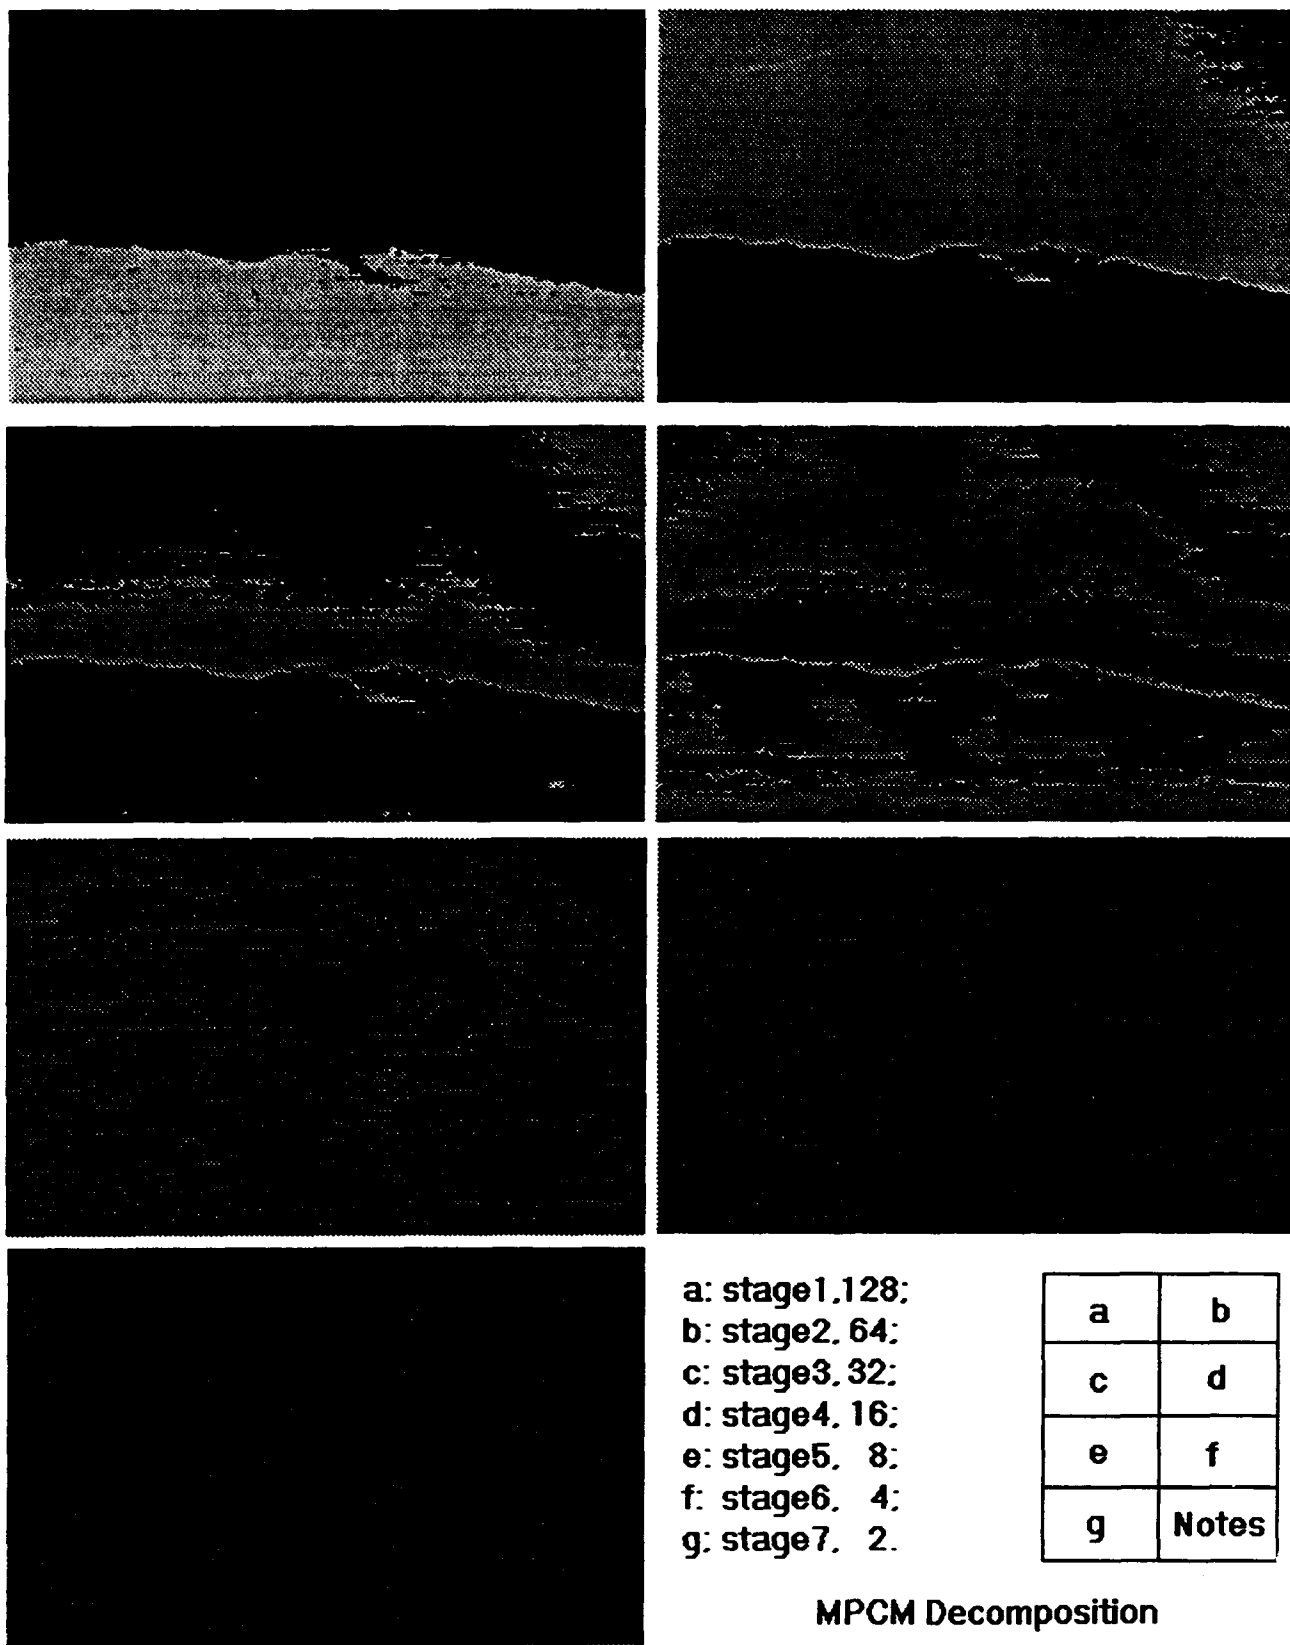 a: stage1, 128;
b: stage2, 64;
c: stage3, 32;
d: stage4, 16;
e: stage5, 8;
f: stage6, 4;
g: stage7, 2.
a b
c d
e f
g Notes
MPCM Decomposition